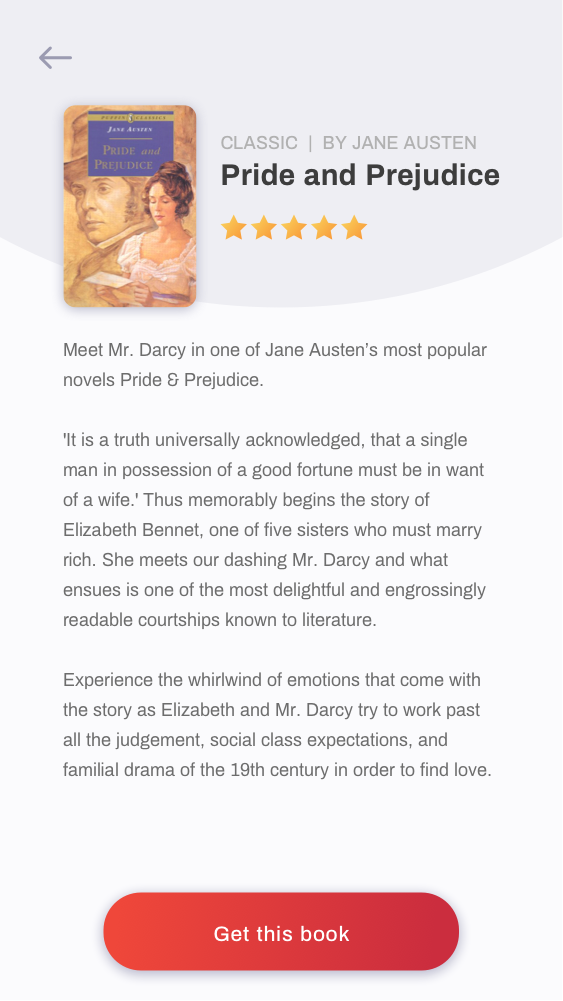 PUFFIN CLASSICS
JANE AUSTEN
PRIDE and
PREJUDICE
CLASSIC | BY JANE AUSTEN
Pride and Prejudice
Meet Mr. Darcy in one of Jane Austen’s most popular
novels Pride & Prejudice.
'It is a truth universally acknowledged, that a single
man in possession of a good fortune must be in want
of a wife.' Thus memorably begins the story of
Elizabeth Bennet, one of five sisters who must marry
rich. She meets our dashing Mr. Darcy and what
ensues is one of the most delightful and engrossingly
readable courtships known to literature.
Experience the whirlwind of emotions that come with
the story as Elizabeth and Mr. Darcy try to work past
all the judgement, social class expectations, and
familial drama of the 19th century in order to find love.
Get this book